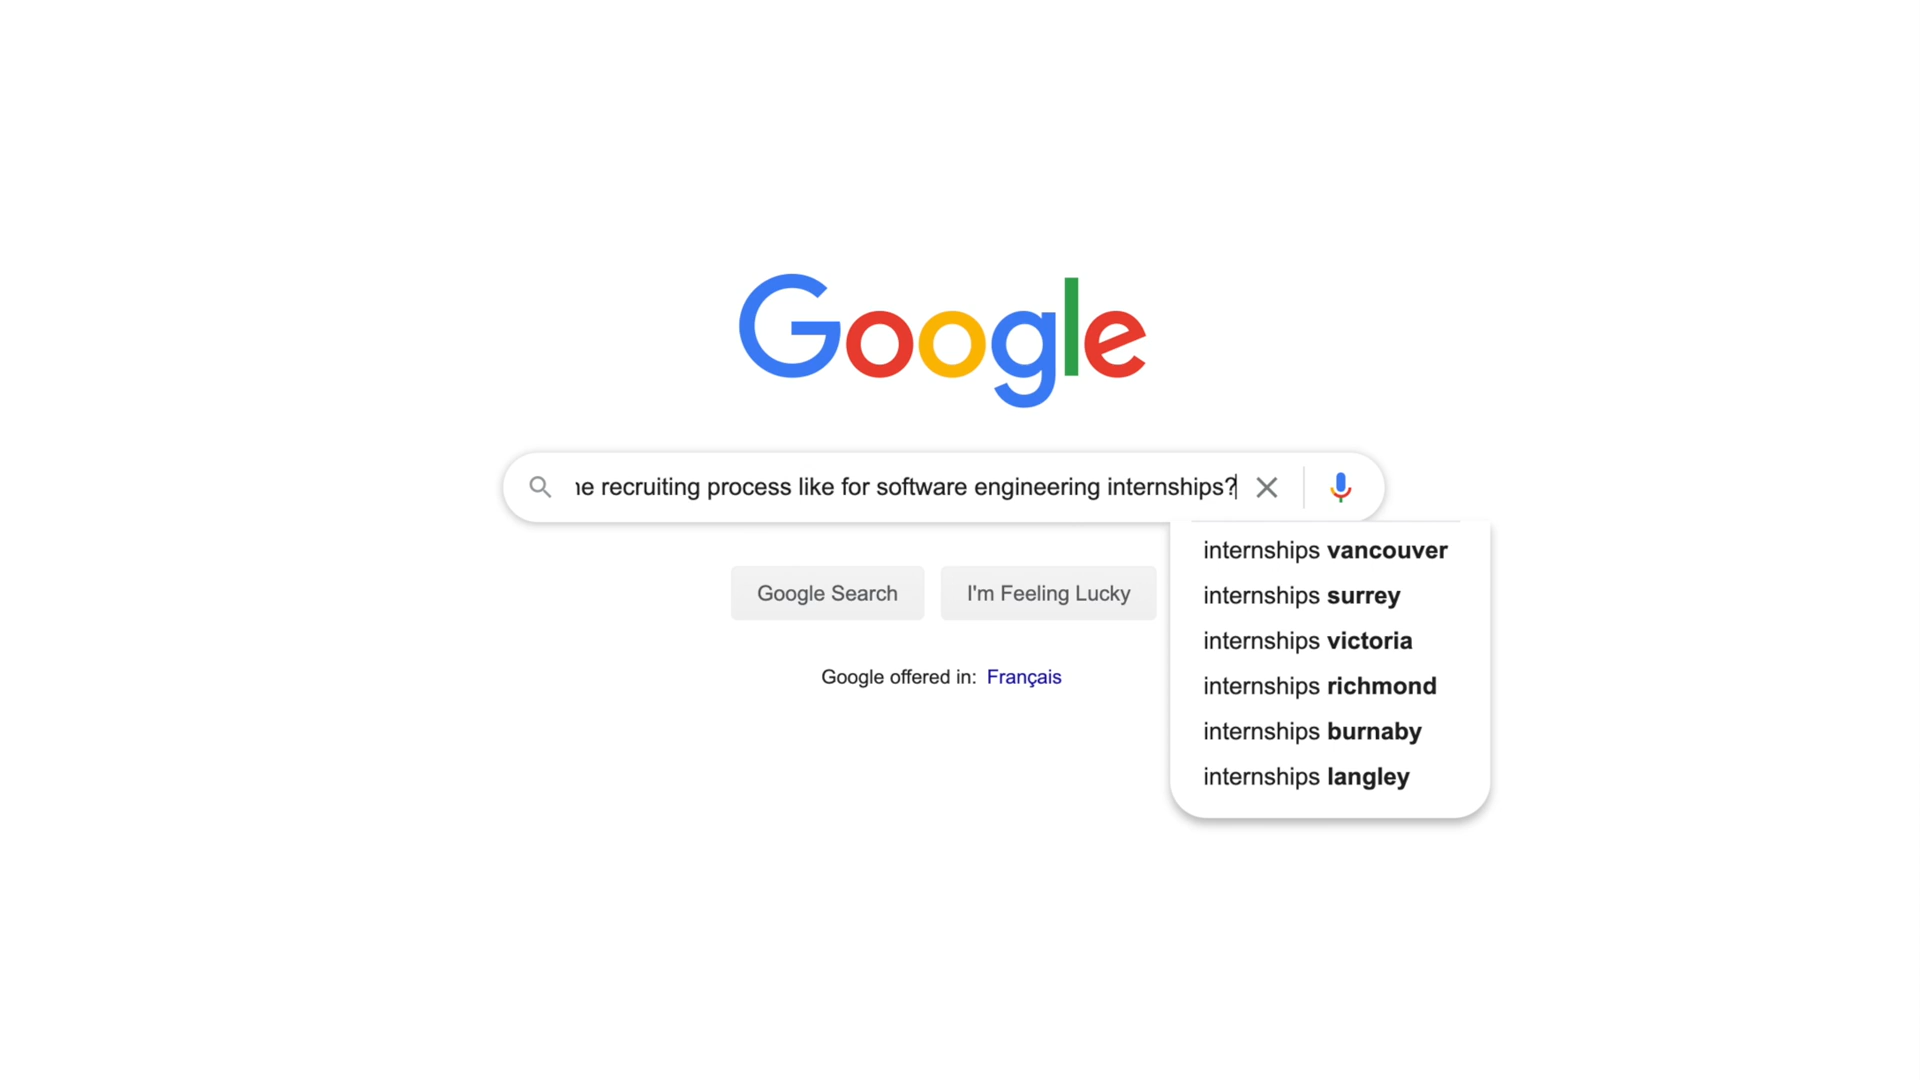 Google
recruiting process like for software engineering internships?
internships vancouver
internships surrey
internships victoria
internships richmond
internships burnaby
internships langley
Google Search
I'm Feeling Lucky
Google offered in: Français